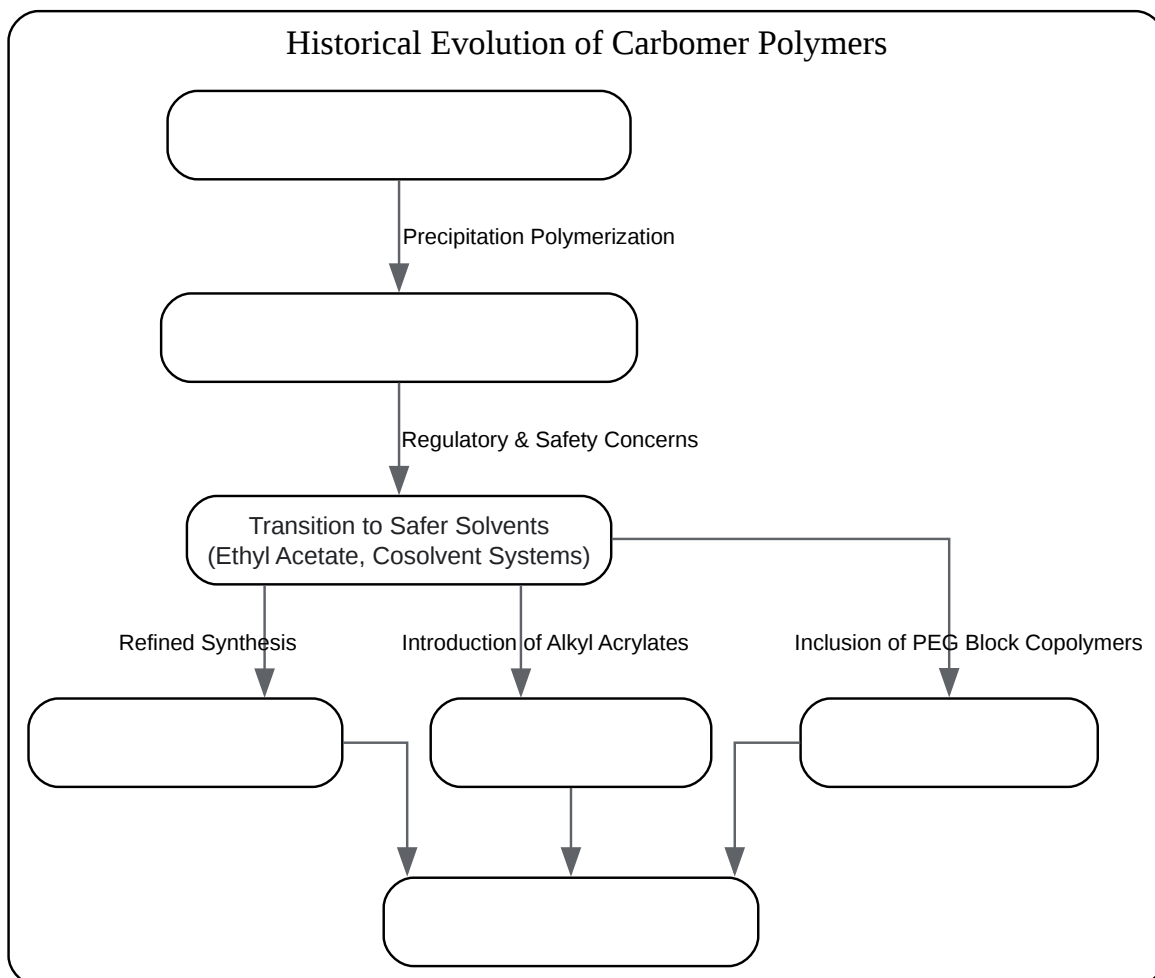 Historical Evolution of Carbomer Polymers
Precipitation Polymerization
Regulatory & Safety Concerns
Transition to Safer Solvents
(Ethyl Acetate, Cosolvent Systems)
Refined Synthesis
Introduction of Alkyl Acrylates
Inclusion of PEG Block Copolymers